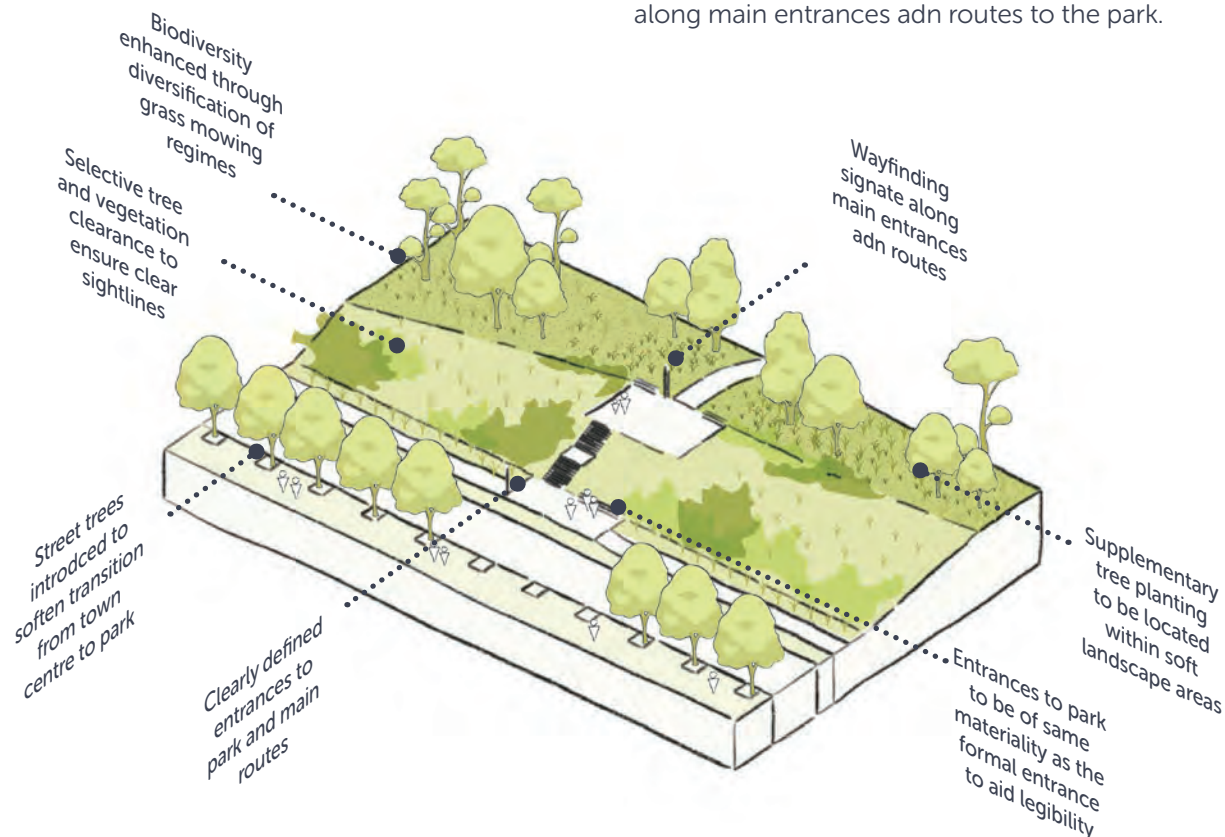 along main entrances adn routes to the park.
Biodiversity
enhanced through
diversification of
grass mowing
regimes
Selective tree
and vegetation
clearance to
ensure clear
sightlines
Wayfinding
signate along
main entrances
adn routes
Street trees
introdced to
soften transition
from town
centre to park
Clearly defined
entrances to
park and main
routes
Supplementary
tree planting
to be located
within soft
landscape areas
Entrances to park
to be of same
materiality as the
formal entrance
to aid legibility